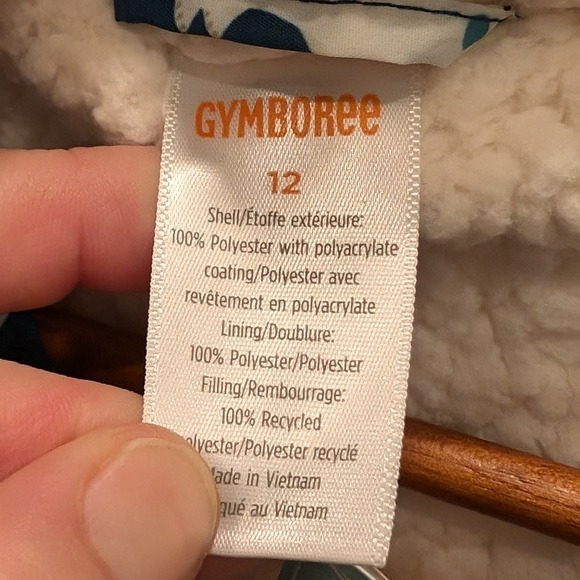 GYMBOREE
12
Shell/Étoffe extérieure:
100% Polyester with polyacrylate
coating/Polyester avec
revêtement en polyacrylate
Lining/Doublure:
100% Polyester/Polyester
Filling/Rembourrage:
100% Recycled
olyester/Polyester recyclé
ade in Vietnam
qué au Vietnam